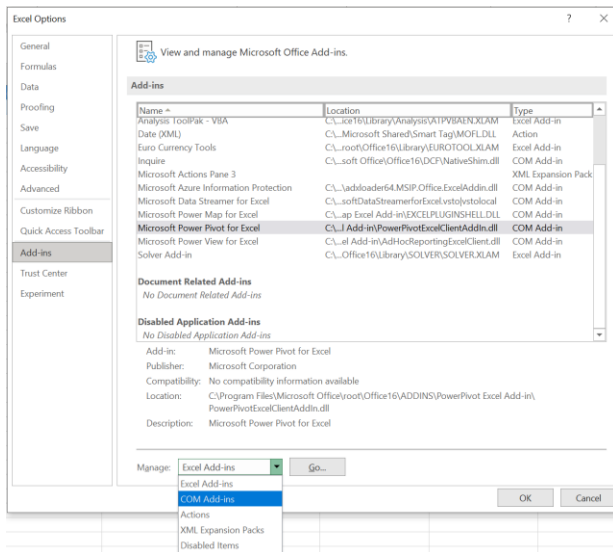 Excel Options
?
×
General
Formulas
Data
Proofing
Save
Language
Accessibility
Advanced
Customize Ribbon
Quick Access Toolbar
Add-ins
Trust Center
Experiment
View and manage Microsoft Office Add-ins.
Add-ins
Name Location Type
Analysis ToolPak - VBA C:\...ice16\Library\Analysis\ATPVBAEN.XLAM Excel Add-in
Date (XML) C:\...Microsoft Shared\Smart Tag\MOFL.DLL Action
Euro Currency Tools C:\...root\Office16\Library\EUROTOOL.XLAM Excel Add-in
Inquire C:\...soft Office\Office16\DCF\NativeShim.dll COM Add-in
Microsoft Actions Pane 3 XML Expansion Pack
Microsoft Azure Information Protection C:\...\adxloader64.MSIP.Office.ExcelAddin.dll COM Add-in
Microsoft Data Streamer for Excel C:\...softDataStreamerforExcel.vsto|vstolocal COM Add-in
Microsoft Power Map for Excel C:\...ap Excel Add-in\EXCELPLUGINSHELL.DLL COM Add-in
Microsoft Power Pivot for Excel C:\...l Add-in\PowerPivotExcelClientAddIn.dll COM Add-in
Microsoft Power View for Excel C:\...el Add-in\AdHocReportingExcelClient.dll COM Add-in
Solver Add-in C:\...Office16\Library\SOLVER\SOLVER.XLAM Excel Add-in
Document Related Add-ins
No Document Related Add-ins
Disabled Application Add-ins
No Disabled Application Add-ins
Add-in: Microsoft Power Pivot for Excel
Publisher: Microsoft Corporation
Compatibility: No compatibility information available
Location: C:\Program Files\Microsoft Office\root\Office16\ADDINS\PowerPivot Excel Add-in\
PowerPivotExcelClientAddIn.dll
Description: Microsoft Power Pivot for Excel
Manage: Excel Add-ins Go...
Excel Add-ins
COM Add-ins
Actions
XML Expansion Packs
Disabled Items
OK Cancel